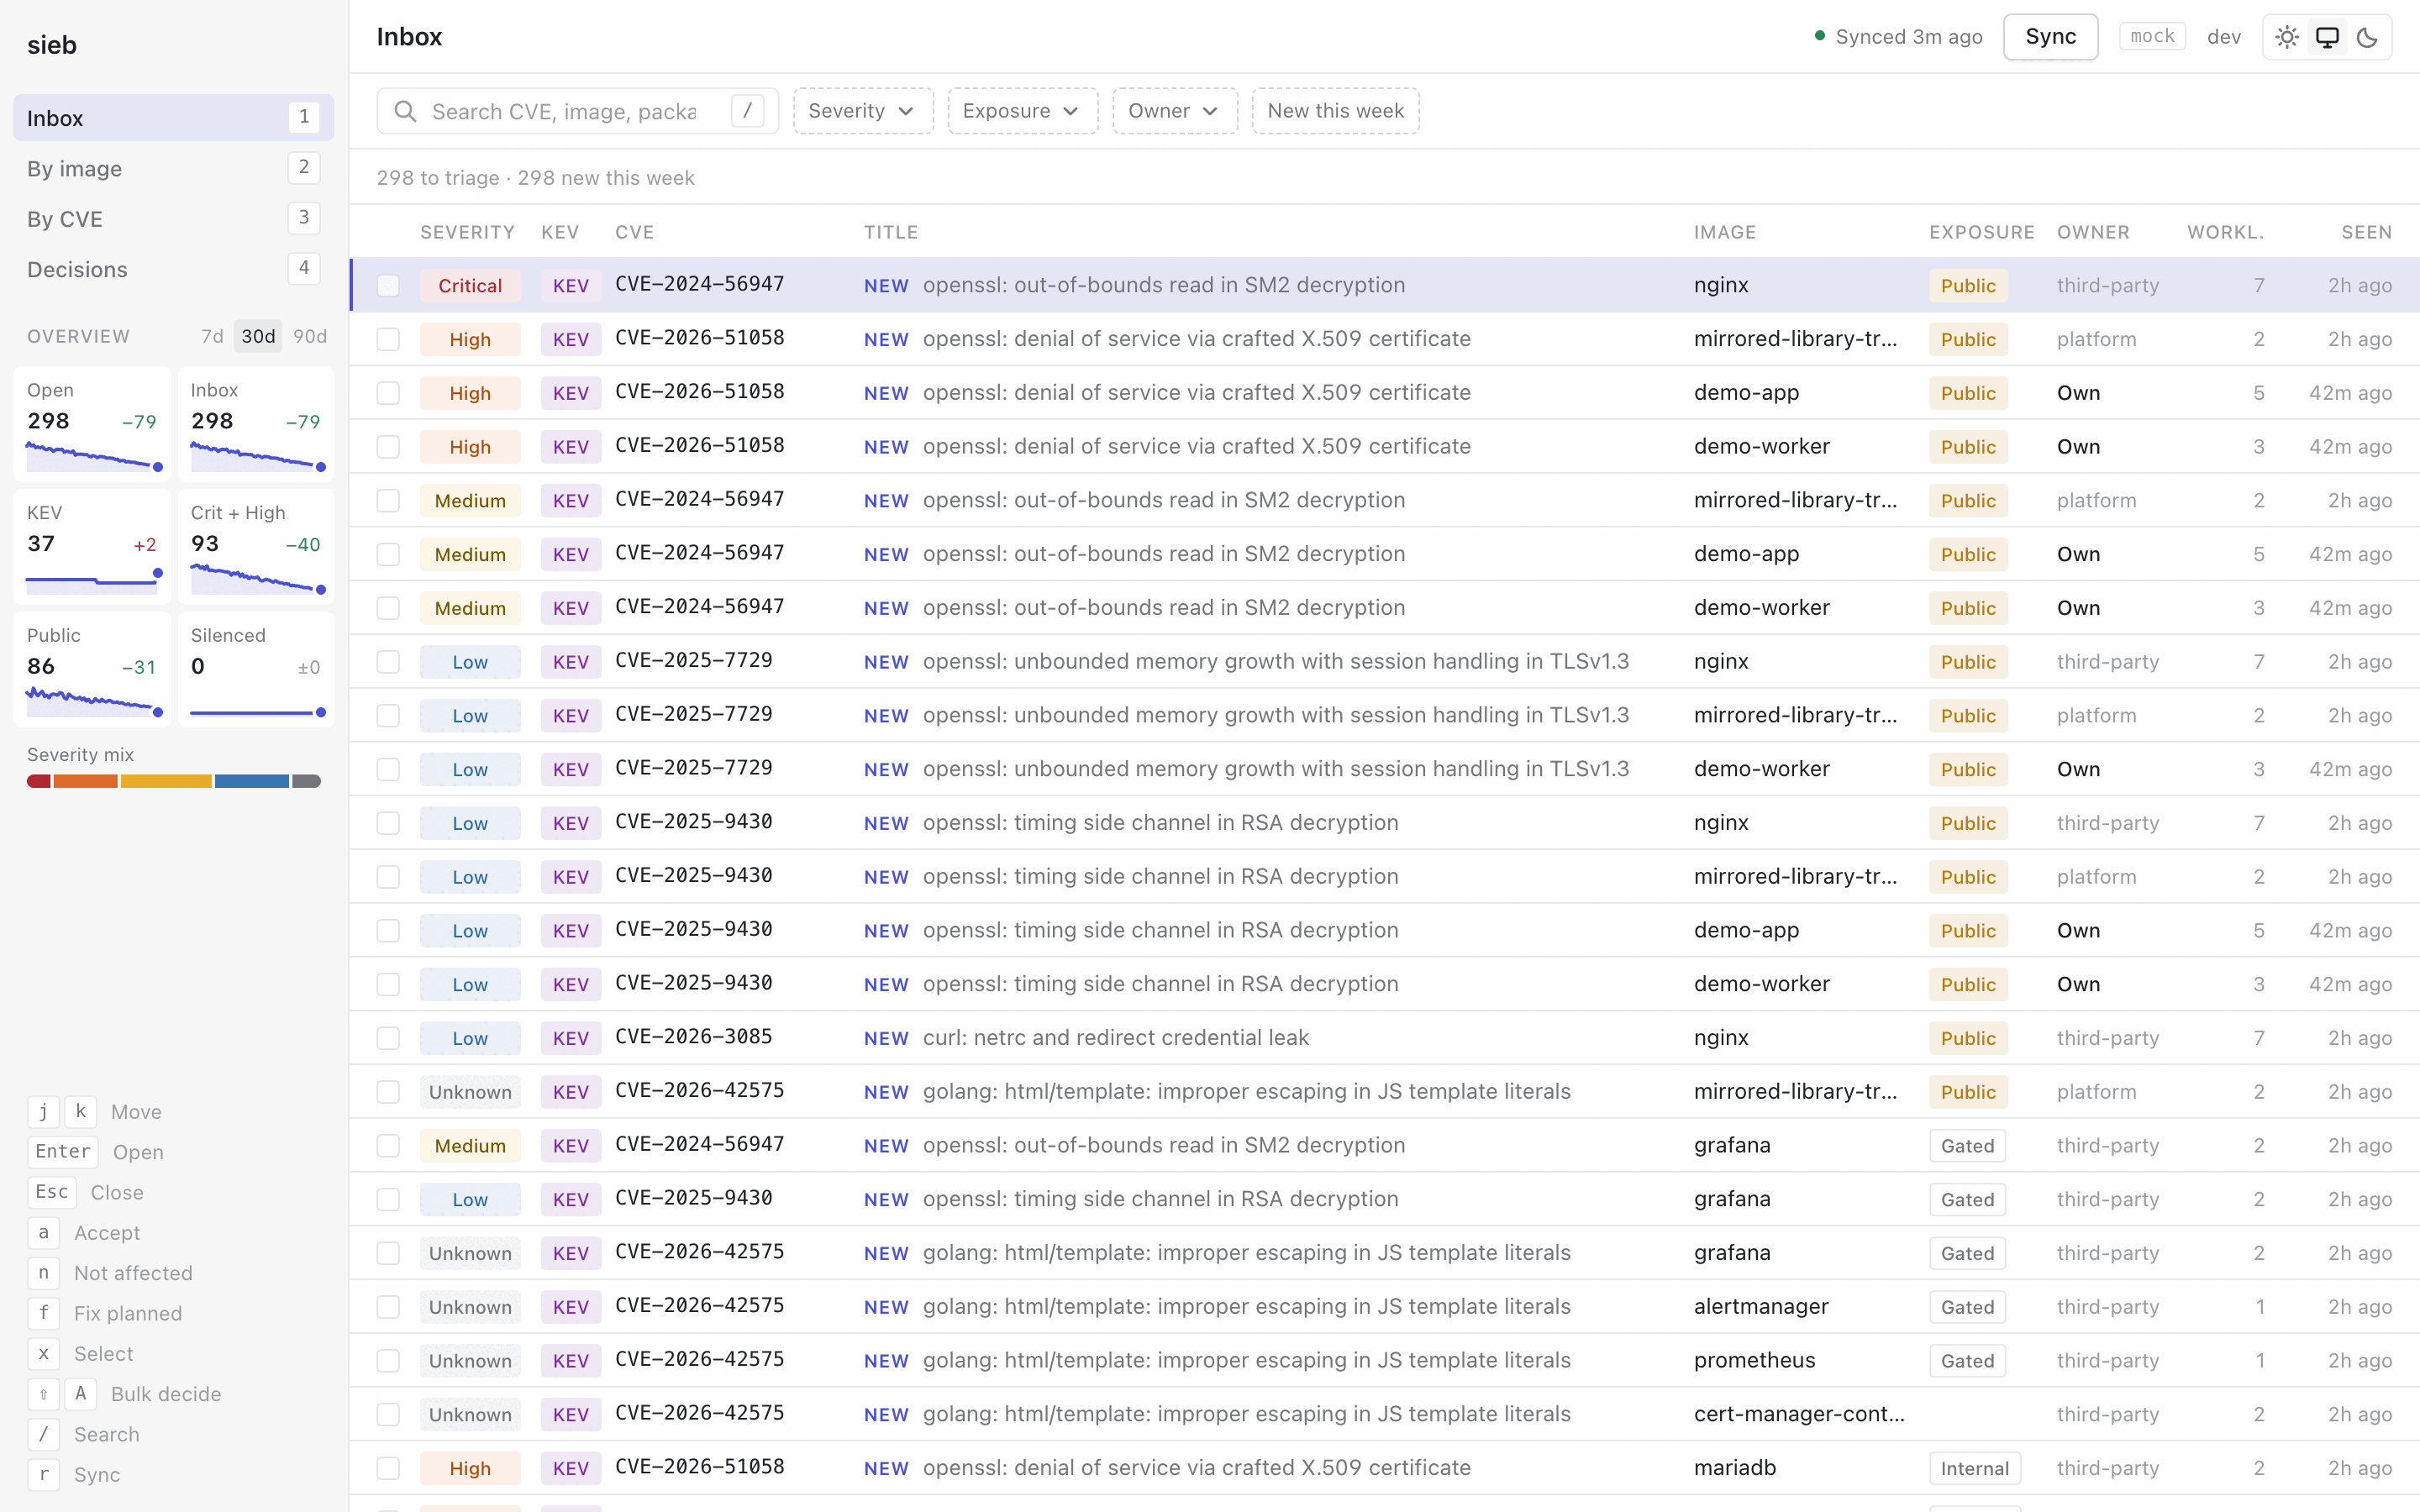 sieb
Inbox 1
By image 2
By CVE 3
Decisions 4
OVERVIEW 7d 30d 90d
Open Inbox
298 −79 298 −79
KEV Crit + High
37 +2 93 −40
Public Silenced
86 −31 0 ±0
Severity mix
j k Move
Enter Open
Esc Close
a Accept
n Not affected
f Fix planned
x Select
⇧ A Bulk decide
/ Search
r Sync
Inbox Synced 3m ago Sync mock dev
Search CVE, image, packa / Severity Exposure Owner New this week
298 to triage · 298 new this week
SEVERITY KEV CVE TITLE IMAGE EXPOSURE OWNER WORKL. SEEN
Critical KEV CVE-2024-56947 NEW openssl: out-of-bounds read in SM2 decryption nginx Public third-party 7 2h ago
High KEV CVE-2026-51058 NEW openssl: denial of service via crafted X.509 certificate mirrored-library-tr... Public platform 2 2h ago
High KEV CVE-2026-51058 NEW openssl: denial of service via crafted X.509 certificate demo-app Public Own 5 42m ago
High KEV CVE-2026-51058 NEW openssl: denial of service via crafted X.509 certificate demo-worker Public Own 3 42m ago
Medium KEV CVE-2024-56947 NEW openssl: out-of-bounds read in SM2 decryption mirrored-library-tr... Public platform 2 2h ago
Medium KEV CVE-2024-56947 NEW openssl: out-of-bounds read in SM2 decryption demo-app Public Own 5 42m ago
Medium KEV CVE-2024-56947 NEW openssl: out-of-bounds read in SM2 decryption demo-worker Public Own 3 42m ago
Low KEV CVE-2025-7729 NEW openssl: unbounded memory growth with session handling in TLSv1.3 nginx Public third-party 7 2h ago
Low KEV CVE-2025-7729 NEW openssl: unbounded memory growth with session handling in TLSv1.3 mirrored-library-tr... Public platform 2 2h ago
Low KEV CVE-2025-7729 NEW openssl: unbounded memory growth with session handling in TLSv1.3 demo-worker Public Own 3 42m ago
Low KEV CVE-2025-9430 NEW openssl: timing side channel in RSA decryption nginx Public third-party 7 2h ago
Low KEV CVE-2025-9430 NEW openssl: timing side channel in RSA decryption mirrored-library-tr... Public platform 2 2h ago
Low KEV CVE-2025-9430 NEW openssl: timing side channel in RSA decryption demo-app Public Own 5 42m ago
Low KEV CVE-2025-9430 NEW openssl: timing side channel in RSA decryption demo-worker Public Own 3 42m ago
Low KEV CVE-2026-3085 NEW curl: netrc and redirect credential leak nginx Public third-party 7 2h ago
Unknown KEV CVE-2026-42575 NEW golang: html/template: improper escaping in JS template literals mirrored-library-tr... Public platform 2 2h ago
Medium KEV CVE-2024-56947 NEW openssl: out-of-bounds read in SM2 decryption grafana Gated third-party 2 2h ago
Low KEV CVE-2025-9430 NEW openssl: timing side channel in RSA decryption grafana Gated third-party 2 2h ago
Unknown KEV CVE-2026-42575 NEW golang: html/template: improper escaping in JS template literals grafana Gated third-party 2 2h ago
Unknown KEV CVE-2026-42575 NEW golang: html/template: improper escaping in JS template literals alertmanager Gated third-party 1 2h ago
Unknown KEV CVE-2026-42575 NEW golang: html/template: improper escaping in JS template literals prometheus Gated third-party 1 2h ago
Unknown KEV CVE-2026-42575 NEW golang: html/template: improper escaping in JS template literals cert-manager-cont... third-party 2 2h ago
High KEV CVE-2026-51058 NEW openssl: denial of service via crafted X.509 certificate mariadb Internal third-party 2 2h ago